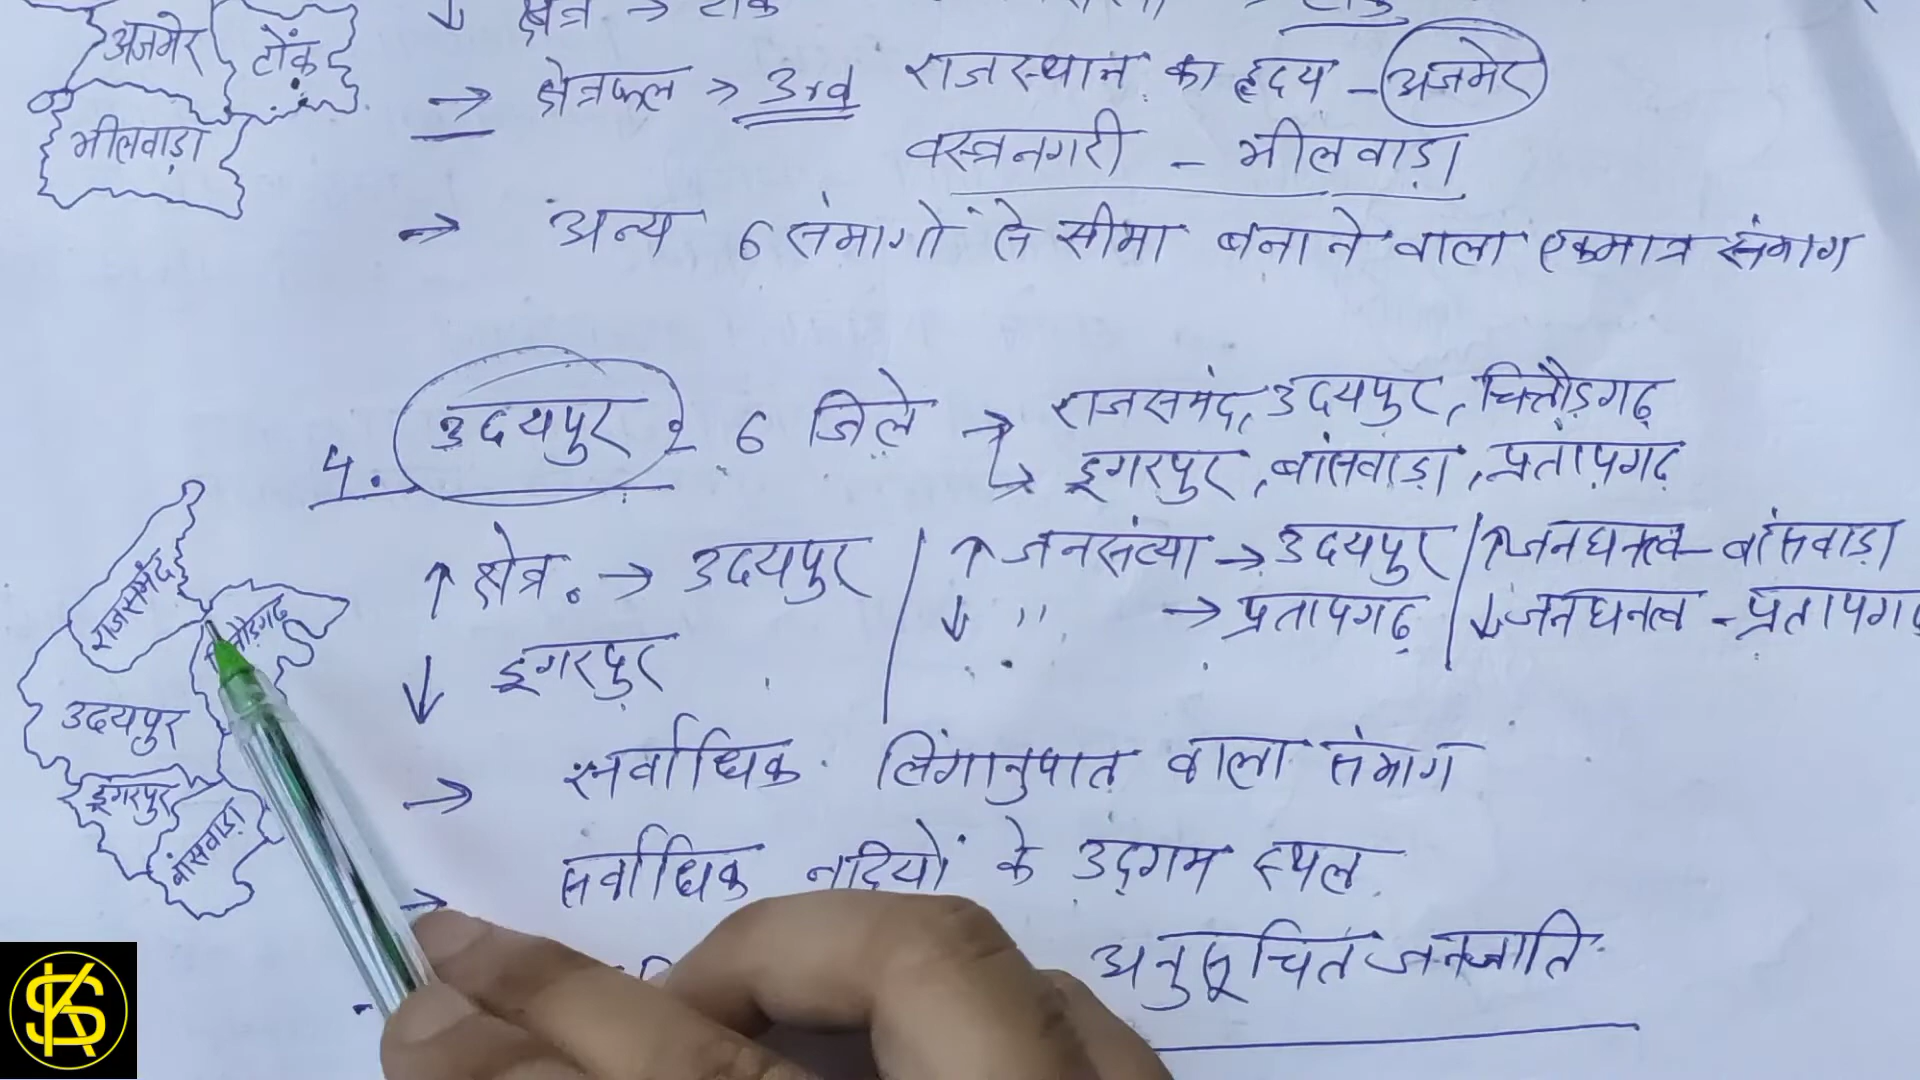 ↓ क्षेत्र → टोंक
→ क्षेत्रफल → 3rd राजस्थान का हृदय - अजमेर
वस्त्रनगरी - भीलवाड़ा
→ अन्य 6 संभागों से सीमा बनाने वाला एकमात्र संभाग
अजमेर
टोंक
भीलवाड़ा
4. उदयपुर = 6 जिले → राजसमंद, उदयपुर, चित्तौड़गढ़
→ डूंगरपुर, बांसवाड़ा, प्रतापगढ़
↑ क्षेत्र. → उदयपुर | ↑ जनसंख्या → उदयपुर | ↑ जनघनत्व - बांसवाड़ा
↓ " → प्रतापगढ़ | ↓ जनघनत्व - प्रतापगढ़
↓ डूंगरपुर
→ सर्वाधिक लिंगानुपात वाला संभाग
→ सर्वाधिक नदियों के उद्गम स्थल
अनुसूचित जनजाति
राजसमंद
उदयपुर
डूंगरपुर
बांसवाड़ा
KS